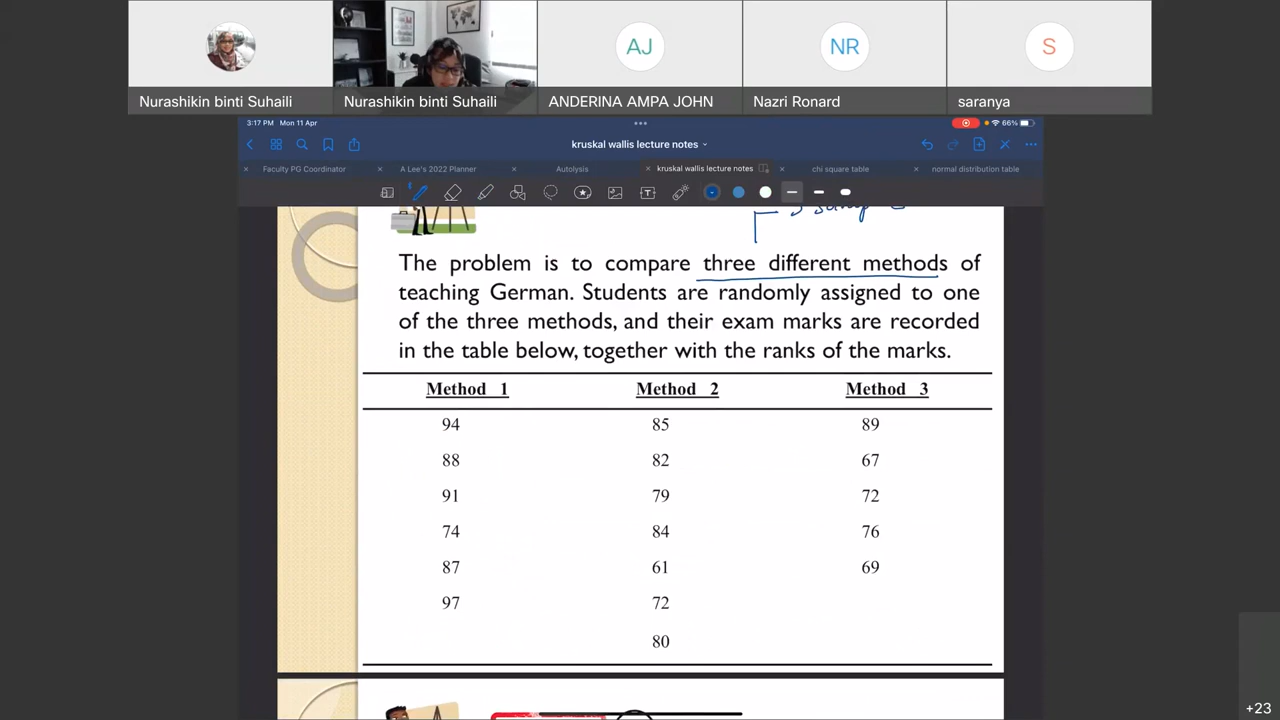 AJ
NR
S
Nurashikin binti Suhaili
Nurashikin binti Suhaili
ANDERINA AMPA JOHN
Nazri Ronard
saranya
3:17 PM Mon 11 Apr
66%
kruskal wallis lecture notes
Faculty PG Coordinator
A Lee's 2022 Planner
Autolysis
kruskal wallis lecture notes
chi square table
normal distribution table
The problem is to compare three different methods of
teaching German. Students are randomly assigned to one
of the three methods, and their exam marks are recorded
in the table below, together with the ranks of the marks.
Method 1 Method 2 Method 3
94 85 89
88 82 67
91 79 72
74 84 76
87 61 69
97 72
80
+23